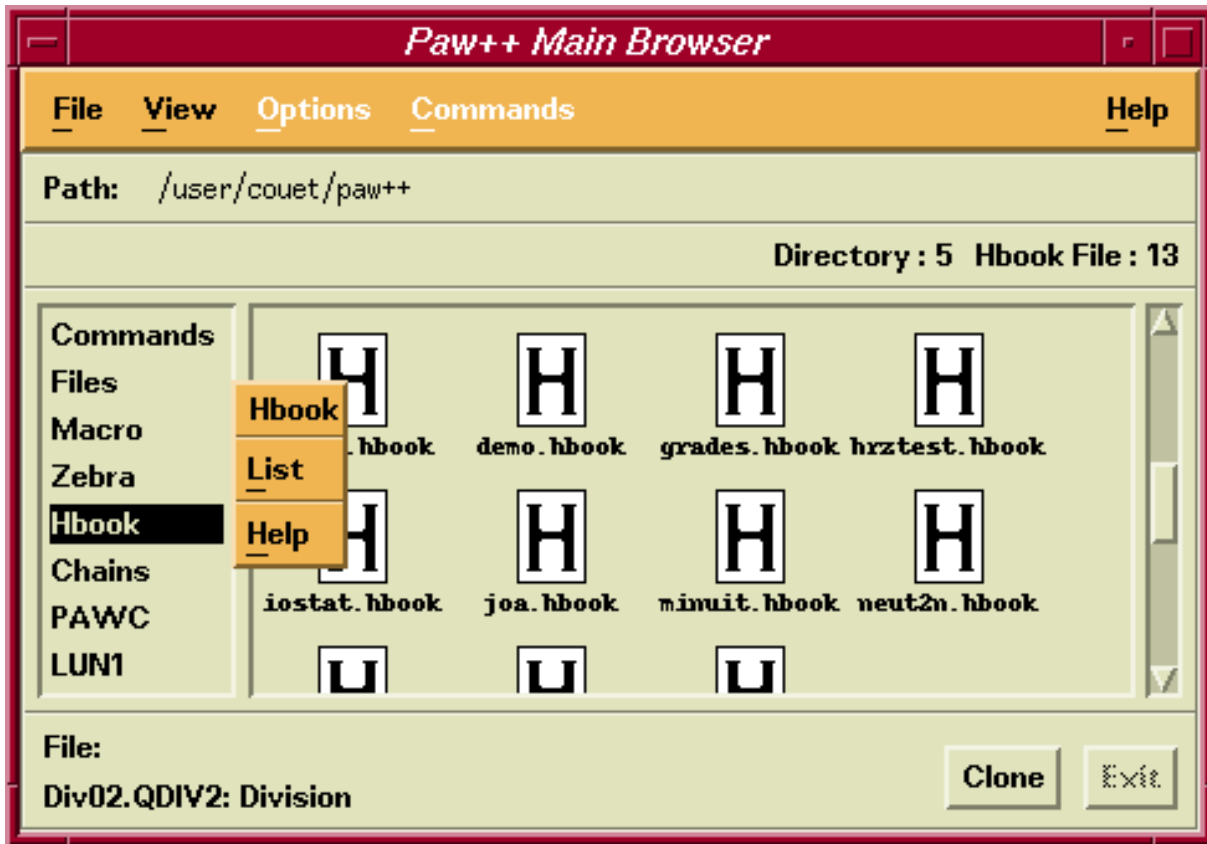 Paw++ Main Browser
File View Options Commands Help
Path: /user/couet/paw++
Directory : 5 Hbook File : 13
Commands
Files
Macro
Zebra
Hbook
Chains
PAWC
LUN1
Hbook
List
Help
H H H H
.hbook demo.hbook grades.hbook hrztest.hbook
H H H H
iostat.hbook joa.hbook minuit.hbook neut2n.hbook
File:
Div02.QDIV2: Division
Clone Exit